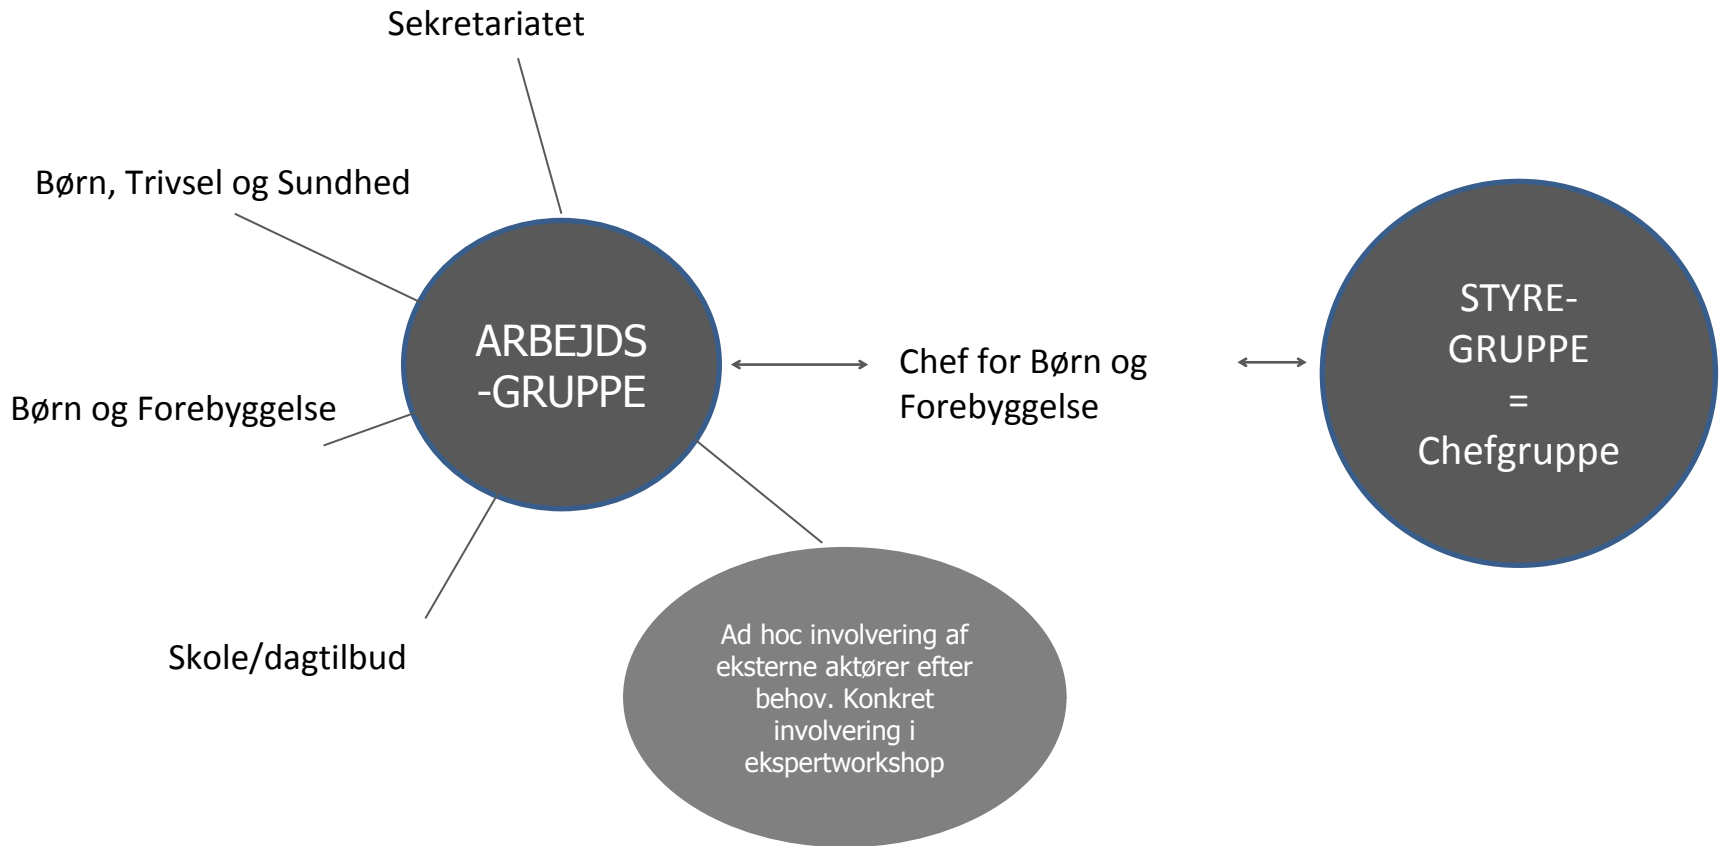 Sekretariatet
Børn, Trivsel og Sundhed
ARBEJDS
-GRUPPE
Børn og Forebyggelse
Skole/dagtilbud
Ad hoc involvering af
eksterne aktører efter
behov. Konkret
involvering i
ekspertworkshop
Chef for Børn og
Forebyggelse
STYRE-
GRUPPE
=
Chefgruppe